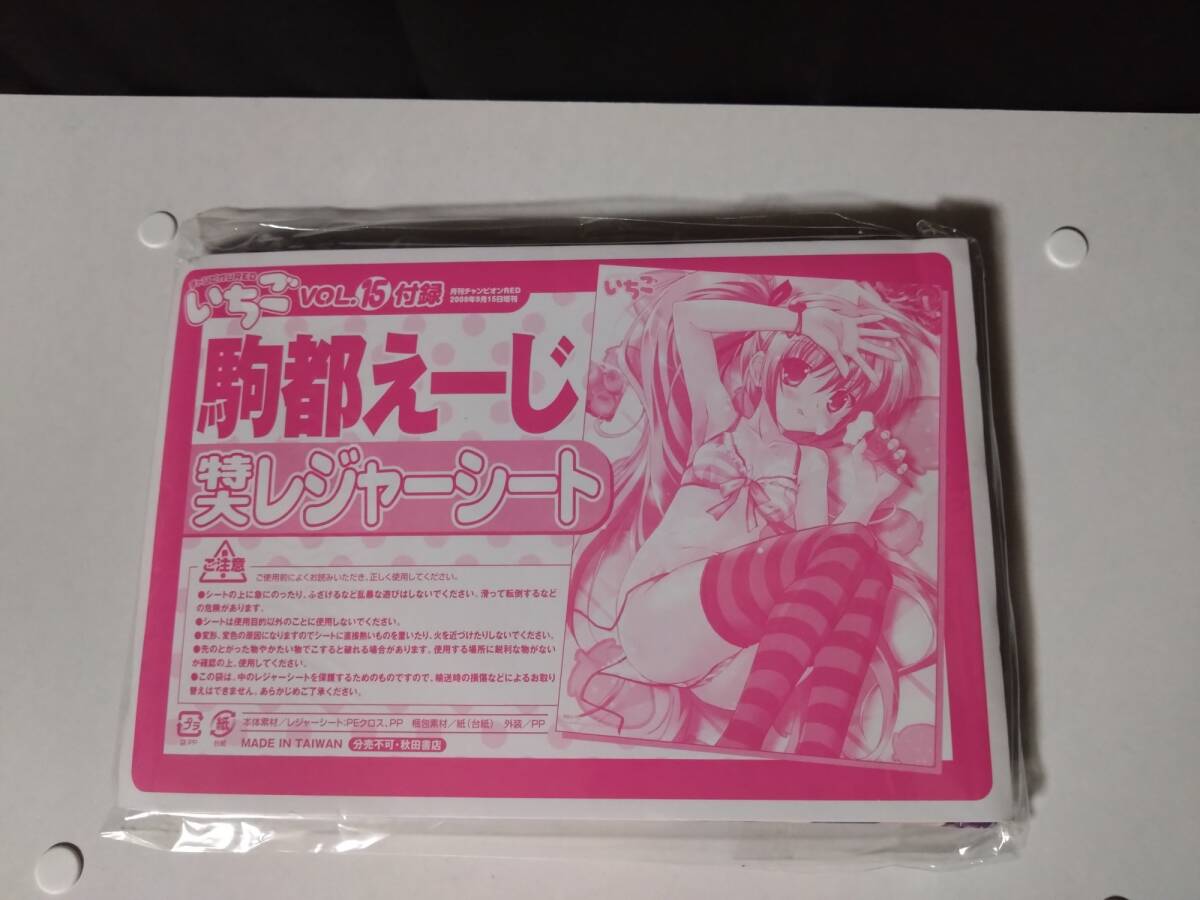 チャンピオンRED
いちご VOL.15 付録
月刊チャンピオンRED
2009年9月15日増刊
駒都えーじ
特大レジャーシート
いちご
ご注意
ご使用前によくお読みいただき、正しく使用してください。
●シートの上に急にのったり、ふざけるなど乱暴な遊びはしないでください。滑って転倒するなど
の危険があります。
●シートは使用目的以外のことに使用しないでください。
●変形、変色の原因になりますのでシートに直接熱いものを置いたり、火を近づけたりしないでください。
●先のとがった物やかたい物でこすると破れる場合があります。使用する場所に鋭利な物がない
か確認の上、使用してください。
●この袋は、中のレジャーシートを保護するためのものですので、輸送時の損傷などによるお取り
替えはできません。あらかじめご了承ください。
プラ 紙 本体素材/レジャーシート:PEクロス、PP 梱包素材/紙(台紙) 外装/PP
袋:PP 台紙 MADE IN TAIWAN 分売不可・秋田書店